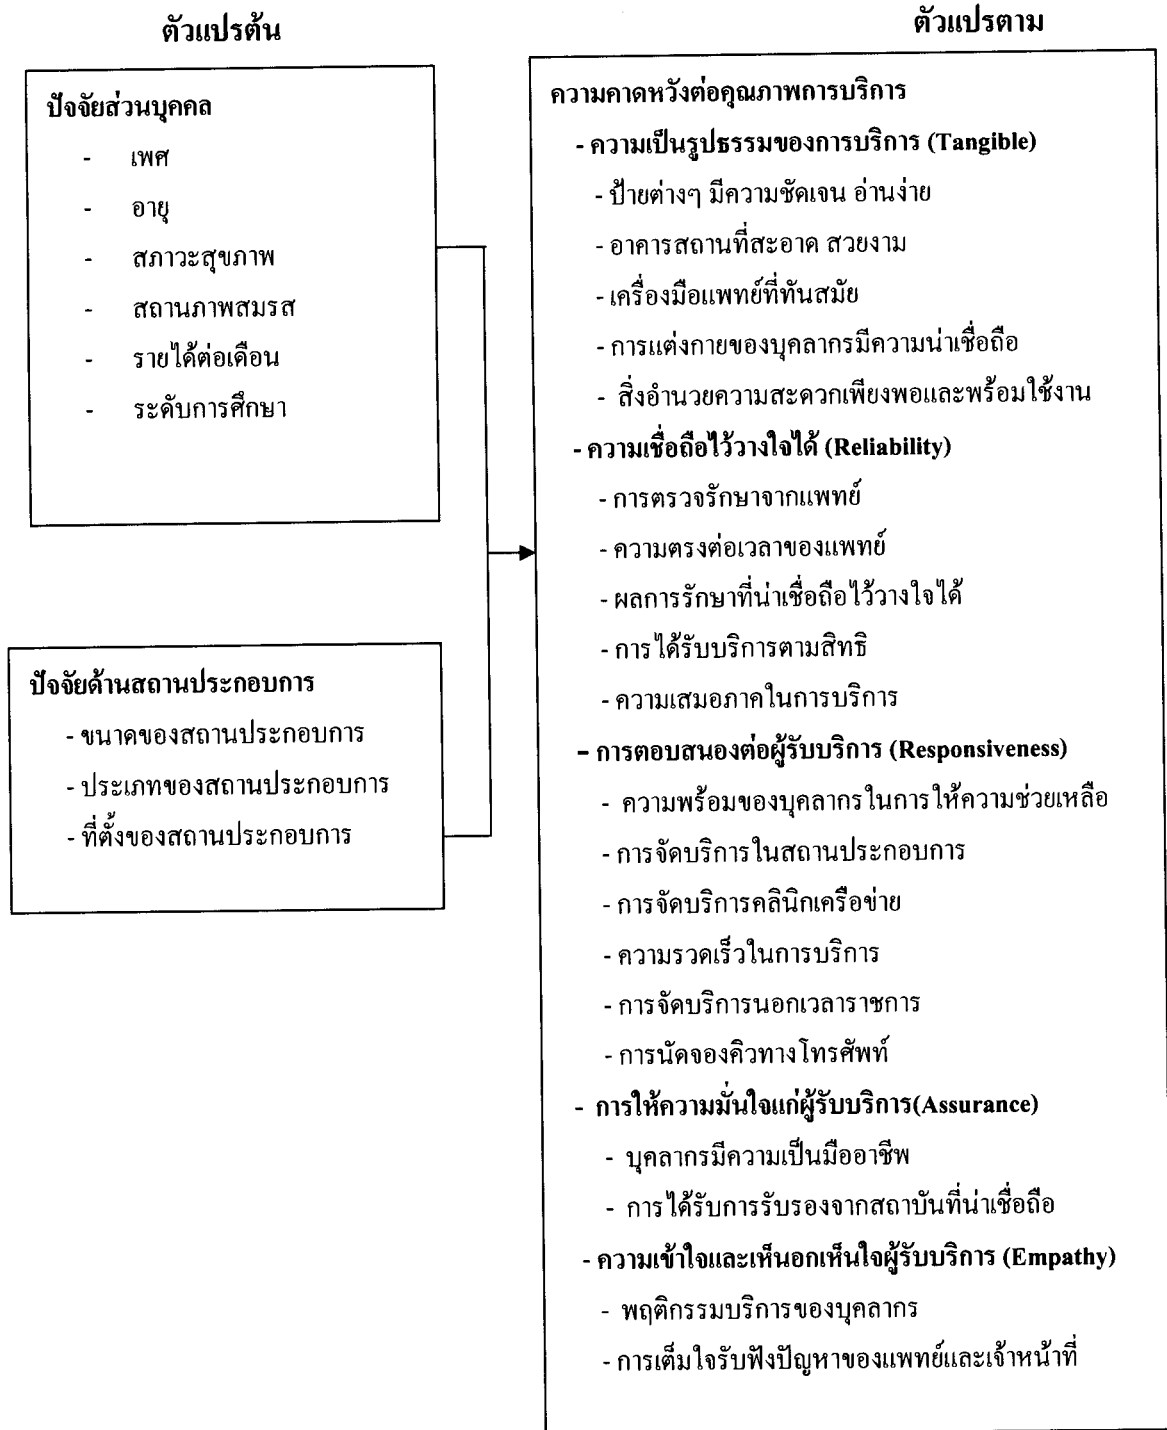 ตัวแปรต้น
ปัจจัยส่วนบุคคล
- เพศ
- อายุ
- สภาวะสุขภาพ
- สถานภาพสมรส
- รายได้ต่อเดือน
- ระดับการศึกษา
ปัจจัยด้านสถานประกอบการ
- ขนาดของสถานประกอบการ
- ประเภทของสถานประกอบการ
- ที่ตั้งของสถานประกอบการ
ตัวแปรตาม
ความคาดหวังต่อคุณภาพการบริการ
- ความเป็นรูปธรรมของการบริการ (Tangible)
- ป้ายต่างๆ มีความชัดเจน อ่านง่าย
- อาคารสถานที่สะอาด สวยงาม
- เครื่องมือแพทย์ที่ทันสมัย
- การแต่งกายของบุคลากรมีความน่าเชื่อถือ
- สิ่งอำนวยความสะดวกเพียงพอและพร้อมใช้งาน
- ความเชื่อถือไว้วางใจได้ (Reliability)
- การตรวจรักษาจากแพทย์
- ความตรงต่อเวลาของแพทย์
- ผลการรักษาที่น่าเชื่อถือไว้วางใจได้
- การได้รับบริการตามสิทธิ
- ความเสมอภาคในการบริการ
- การตอบสนองต่อผู้รับบริการ (Responsiveness)
- ความพร้อมของบุคลากรในการให้ความช่วยเหลือ
- การจัดบริการในสถานประกอบการ
- การจัดบริการคลินิกเครือข่าย
- ความรวดเร็วในการบริการ
- การจัดบริการนอกเวลาราชการ
- การนัดจองคิวทางโทรศัพท์
- การให้ความมั่นใจแก่ผู้รับบริการ(Assurance)
- บุคลากรมีความเป็นมืออาชีพ
- การได้รับการรับรองจากสถาบันที่น่าเชื่อถือ
- ความเข้าใจและเห็นอกเห็นใจผู้รับบริการ (Empathy)
- พฤติกรรมบริการของบุคลากร
- การเต็มใจรับฟังปัญหาของแพทย์และเจ้าหน้าที่